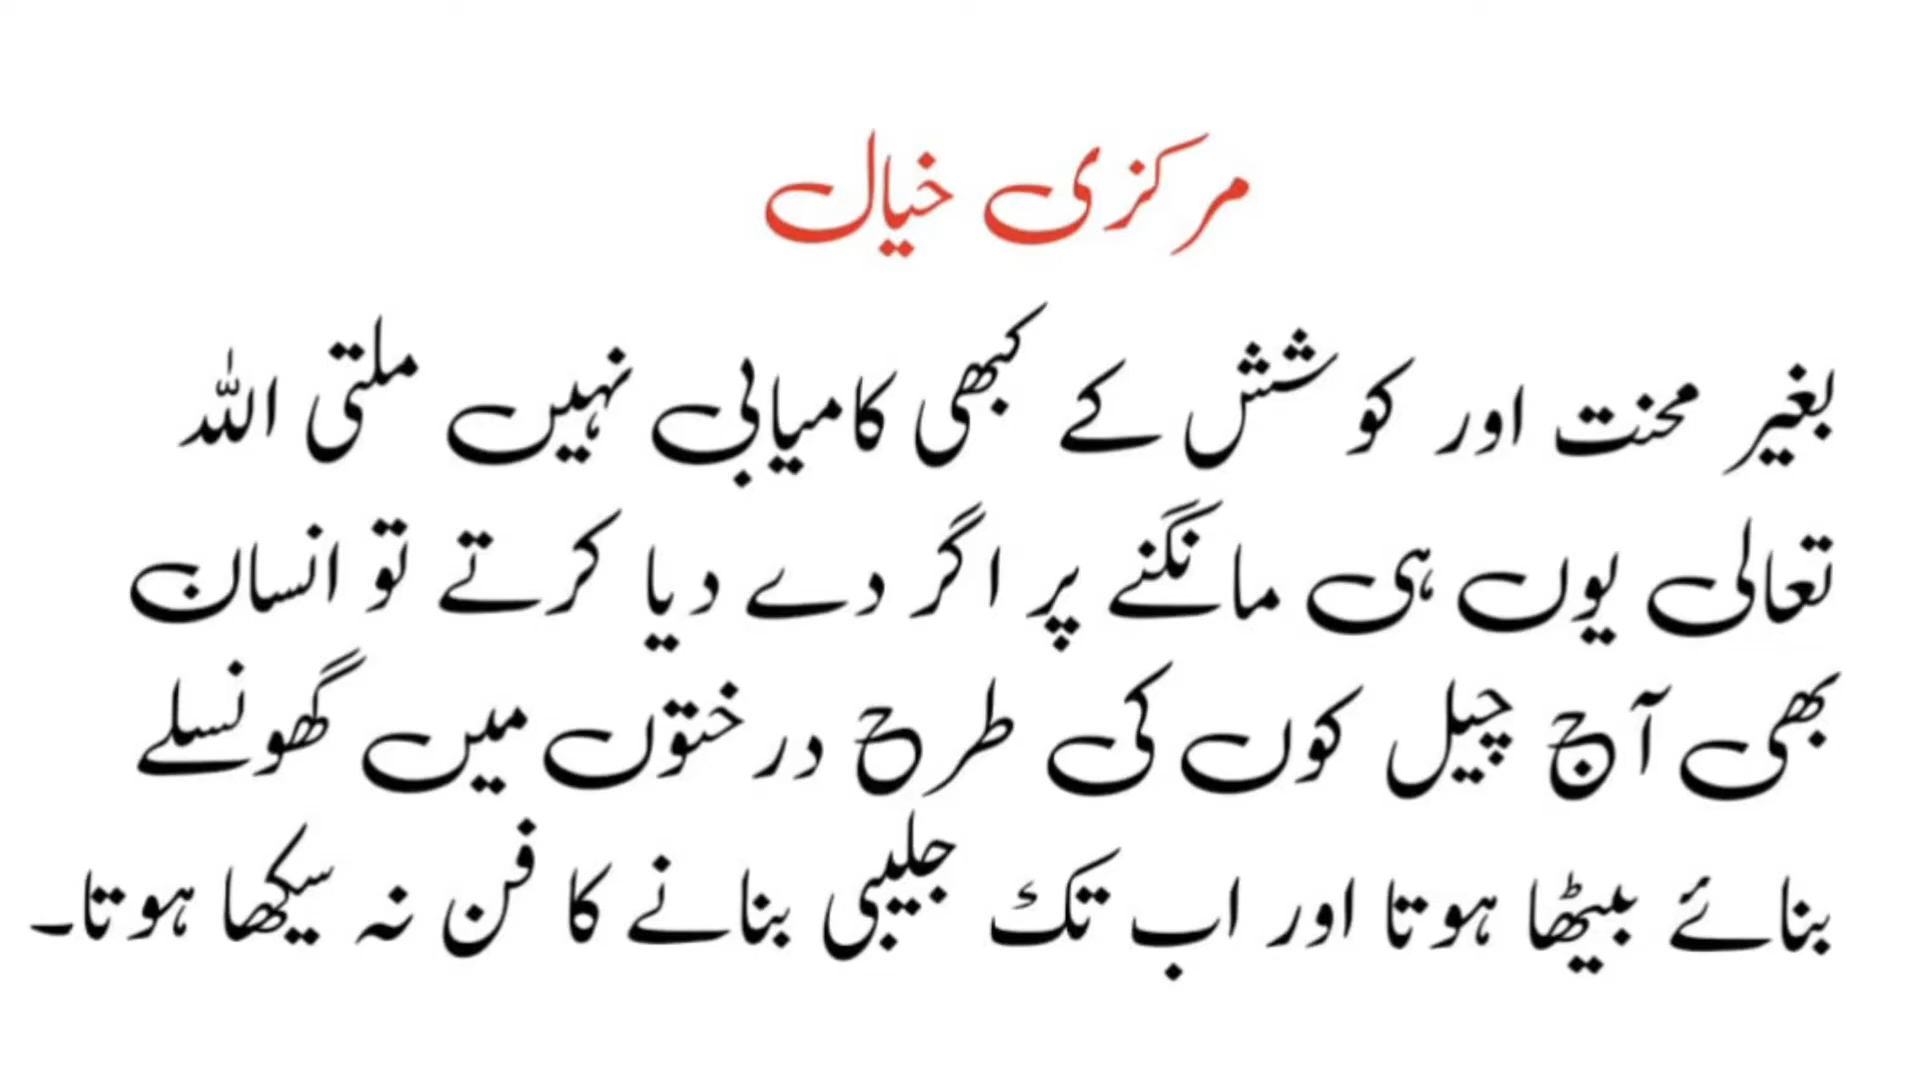 مرکزی خیال
بغیر محنت اور کوشش کے کبھی کامیابی نہیں ملتی اللہ
تعالی یوں ہی مانگنے پر اگر دے دیا کرتے تو انسان
بھی آج چیل کوں کی طرح درختوں میں گھونسلے
بنائے بیٹھا ہوتا اور اب تک جلیبی بنانے کا فن نہ سیکھا ہوتا۔